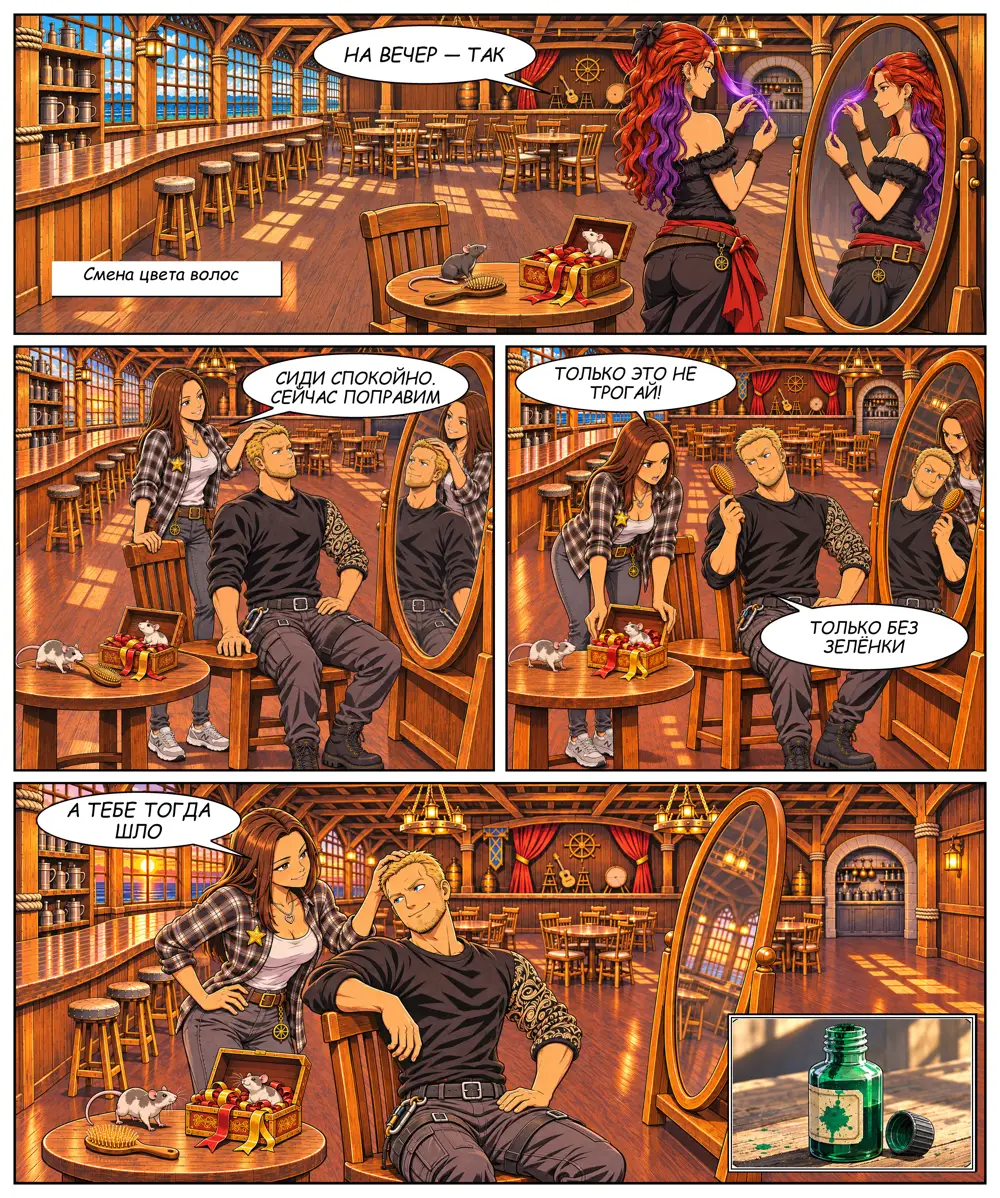 НА ВЕЧЕР — ТАК
Смена цвета волос
СИДИ СПОКОЙНО.
СЕЙЧАС ПОПРАВИМ
ТОЛЬКО ЭТО НЕ
ТРОГАЙ!
ТОЛЬКО БЕЗ
ЗЕЛЁНКИ
А ТЕБЕ ТОГДА
ШЛО